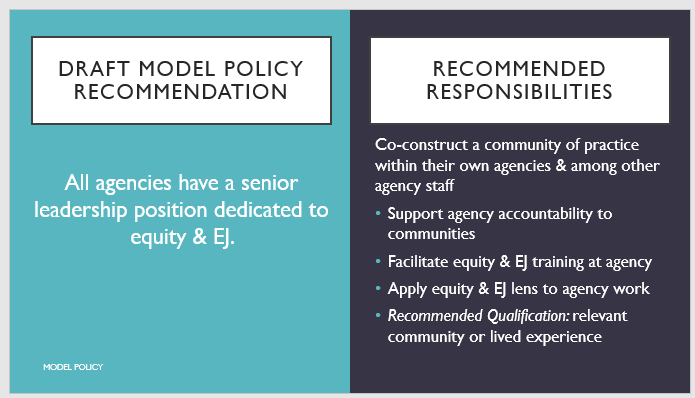 DRAFT MODEL POLICY
RECOMMENDATION
All agencies have a senior
leadership position dedicated to
equity & EJ.
MODEL POLICY
RECOMMENDED
RESPONSIBILITIES
Co-construct a community of practice
within their own agencies & among other
agency staff
• Support agency accountability to
communities
• Facilitate equity & EJ training at agency
• Apply equity & EJ lens to agency work
• Recommended Qualification: relevant
community or lived experience